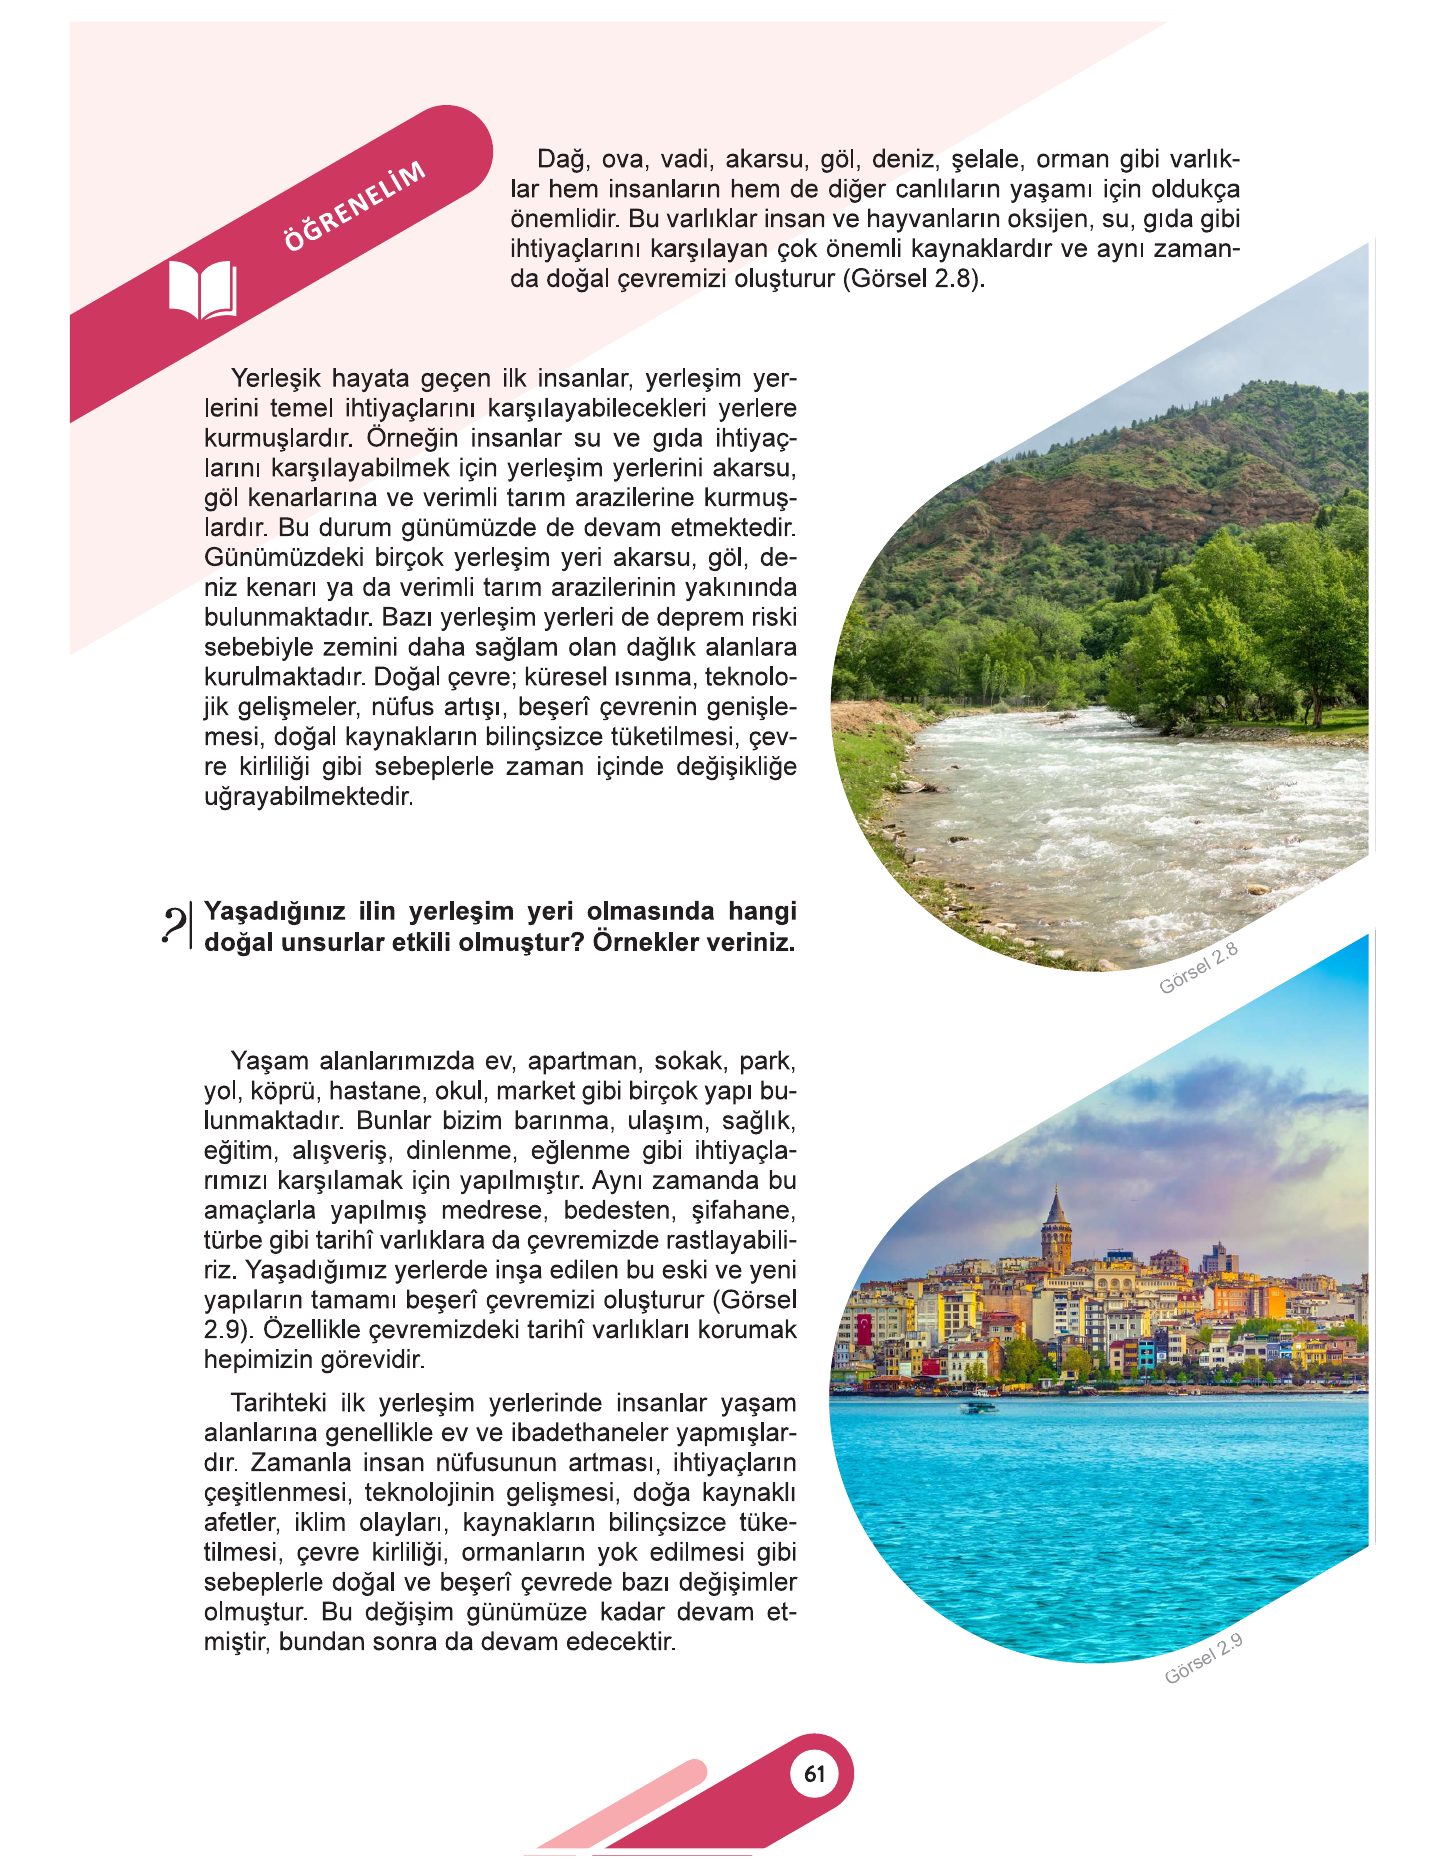 ÖĞRENELİM
Dağ, ova, vadi, akarsu, göl, deniz, şelale, orman gibi varlık-
lar hem insanların hem de diğer canlıların yaşamı için oldukça
önemlidir. Bu varlıklar insan ve hayvanların oksijen, su, gıda gibi
ihtiyaçlarını karşılayan çok önemli kaynaklardır ve aynı zaman-
da doğal çevremizi oluşturur (Görsel 2.8).
Yerleşik hayata geçen ilk insanlar, yerleşim yer-
lerini temel ihtiyaçlarını karşılayabilecekleri yerlere
kurmuşlardır. Örneğin insanlar su ve gıda ihtiyaç-
larını karşılayabilmek için yerleşim yerlerini akarsu,
göl kenarlarına ve verimli tarım arazilerine kurmuş-
lardır. Bu durum günümüzde de devam etmektedir.
Günümüzdeki birçok yerleşim yeri akarsu, göl, de-
niz kenarı ya da verimli tarım arazilerinin yakınında
bulunmaktadır. Bazı yerleşim yerleri de deprem riski
sebebiyle zemini daha sağlam olan dağlık alanlara
kurulmaktadır. Doğal çevre; küresel ısınma, teknolo-
jik gelişmeler, nüfus artışı, beşerî çevrenin genişle-
mesi, doğal kaynakların bilinçsizce tüketilmesi, çev-
re kirliliği gibi sebeplerle zaman içinde değişikliğe
uğrayabilmektedir.
Yaşadığınız ilin yerleşim yeri olmasında hangi
doğal unsurlar etkili olmuştur? Örnekler veriniz.
Görsel 2.8
Yaşam alanlarımızda ev, apartman, sokak, park,
yol, köprü, hastane, okul, market gibi birçok yapı bu-
lunmaktadır. Bunlar bizim barınma, ulaşım, sağlık,
eğitim, alışveriş, dinlenme, eğlenme gibi ihtiyaçla-
rımızı karşılamak için yapılmıştır. Aynı zamanda bu
amaçlarla yapılmış medrese, bedesten, şifahane,
türbe gibi tarihî varlıklara da çevremizde rastlayabili-
riz. Yaşadığımız yerlerde inşa edilen bu eski ve yeni
yapıların tamamı beşerî çevremizi oluşturur (Görsel
2.9). Özellikle çevremizdeki tarihî varlıkları korumak
hepimizin görevidir.
Tarihteki ilk yerleşim yerlerinde insanlar yaşam
alanlarına genellikle ev ve ibadethaneler yapmışlar-
dır. Zamanla insan nüfusunun artması, ihtiyaçların
çeşitlenmesi, teknolojinin gelişmesi, doğa kaynaklı
afetler, iklim olayları, kaynakların bilinçsizce tüke-
tilmesi, çevre kirliliği, ormanların yok edilmesi gibi
sebeplerle doğal ve beşerî çevrede bazı değişimler
olmuştur. Bu değişim günümüze kadar devam et-
miştir, bundan sonra da devam edecektir.
Görsel 2.9
61